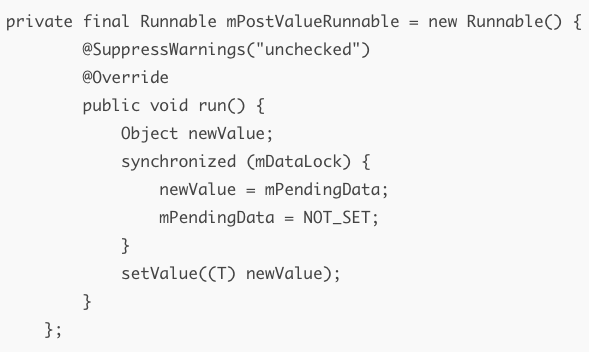 private final Runnable mPostValueRunnable = new Runnable() {
        @SuppressWarnings("unchecked")
        @Override
        public void run() {
            Object newValue;
            synchronized (mDataLock) {
                newValue = mPendingData;
                mPendingData = NOT_SET;
            }
            setValue((T) newValue);
        }
    };